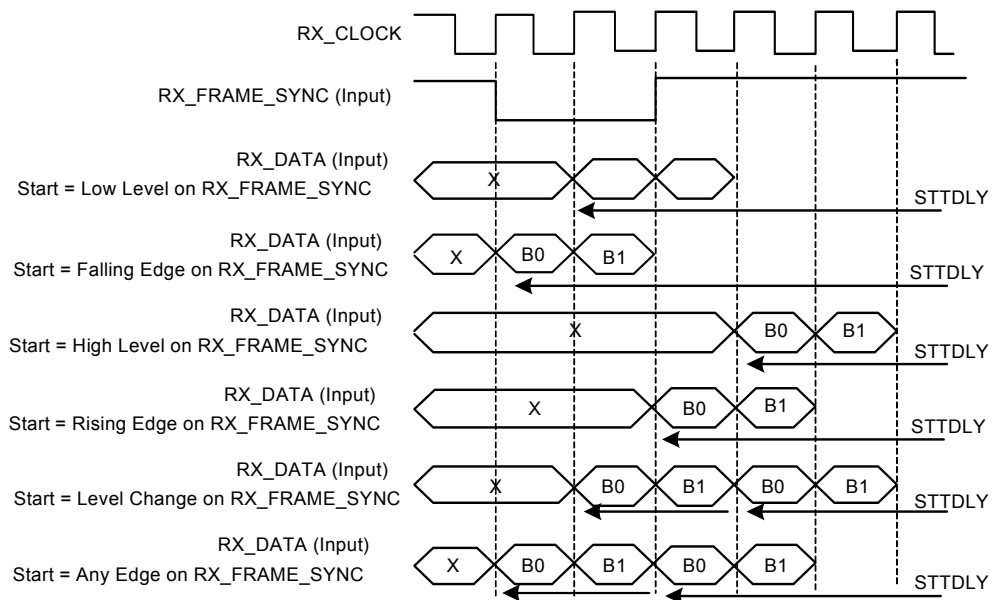 RX_CLOCK
RX_FRAME_SYNC (Input)
RX_DATA (Input)
Start = Low Level on RX_FRAME_SYNC
X
STTDLY
RX_DATA (Input)
Start = Falling Edge on RX_FRAME_SYNC
X B0 B1
STTDLY
RX_DATA (Input)
Start = High Level on RX_FRAME_SYNC
X B0 B1
STTDLY
RX_DATA (Input)
Start = Rising Edge on RX_FRAME_SYNC
X B0 B1
STTDLY
RX_DATA (Input)
Start = Level Change on RX_FRAME_SYNC
X B0 B1 B0 B1
STTDLY
RX_DATA (Input)
Start = Any Edge on RX_FRAME_SYNC
X B0 B1 B0 B1
STTDLY